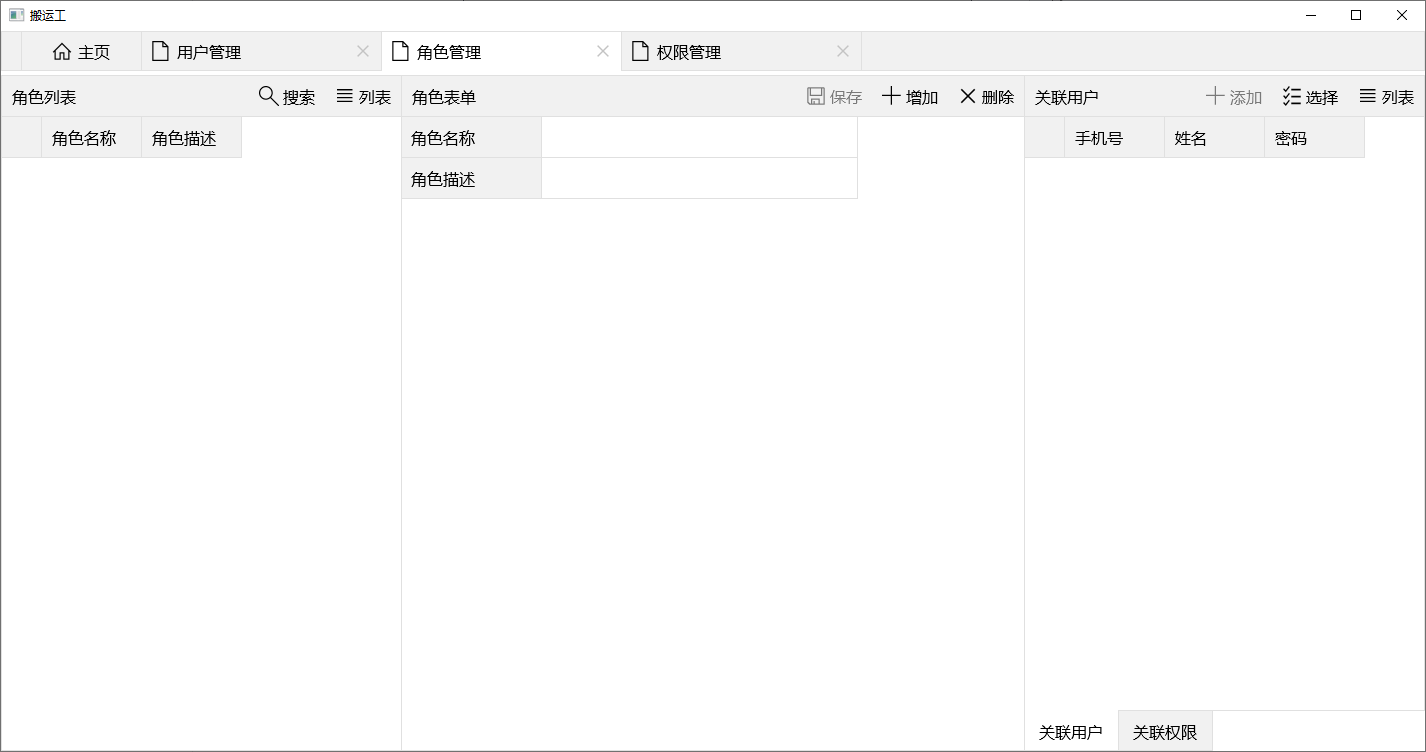 搬运工
主页 用户管理 角色管理 权限管理
角色列表 搜索 列表 角色表单 保存 增加 删除 关联用户 添加 选择 列表
角色名称 角色描述 角色名称 手机号 姓名 密码
角色描述
关联用户 关联权限